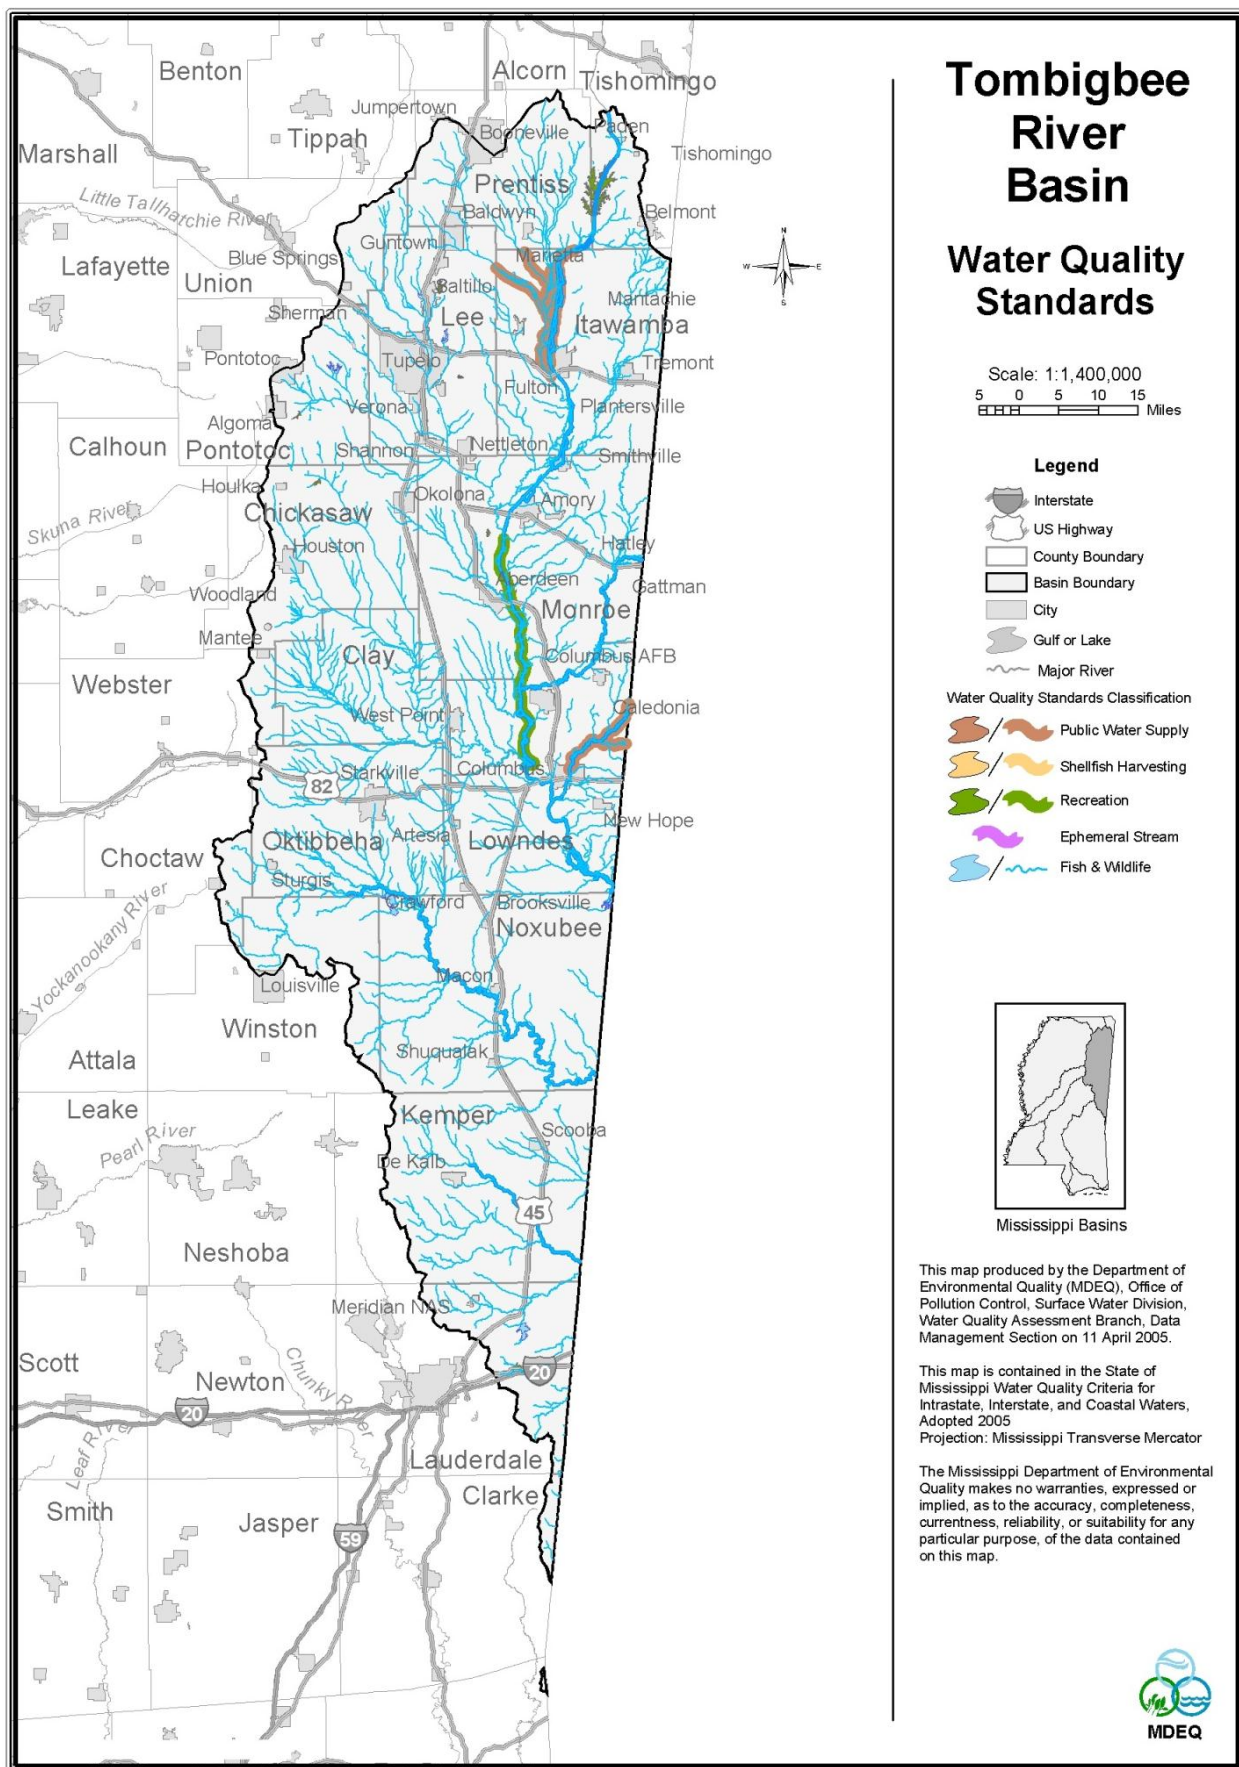 Tombigbee
River
Basin
Water Quality
Standards
N
W
E
S
Scale: 1:1,400,000
5 0 5 10 15
Miles
Legend
Interstate
US Highway
County Boundary
Basin Boundary
City
Gulf or Lake
Major River
Water Quality Standards Classification
/ Public Water Supply
/ Shellfish Harvesting
/ Recreation
Ephemeral Stream
/ Fish & Wildlife
Mississippi Basins
This map produced by the Department of
Environmental Quality (MDEQ), Office of
Pollution Control, Surface Water Division,
Water Quality Assessment Branch, Data
Management Section on 11 April 2005.
This map is contained in the State of
Mississippi Water Quality Criteria for
Intrastate, Interstate, and Coastal Waters,
Adopted 2005
Projection: Mississippi Transverse Mercator
The Mississippi Department of Environmental
Quality makes no warranties, expressed or
implied, as to the accuracy, completeness,
currentness, reliability, or suitability for any
particular purpose, of the data contained
on this map.
MDEQ
Benton
Alcorn
Tishomingo
Jumpertown
Tippah
Booneville
Paden
Marshall
Tishomingo
Prentiss
Little Tallharchie River
Baldwyn
Belmont
Guntown
Blue Springs
Marietta
Lafayette
Union
Saltillo
Mantachie
Sherman
Lee
Itawamba
Pontotoc
Tupelo
Tremont
Fulton
Verona
Plantersville
Algoma
Calhoun
Pontotoc
Shannon
Nettleton
Smithville
Houlka
Okolona
Amory
Chickasaw
Skuna River
Houston
Hatley
Aberdeen
Gattman
Woodland
Monroe
Mantee
Clay
Columbus AFB
Webster
West Point
Caledonia
Starkville
Columbus
82
New Hope
Oktibbeha
Artesia
Lowndes
Choctaw
Sturgis
Crawford
Brooksville
Noxubee
Yockanookany River
Louisville
Macon
Winston
Attala
Shuqualak
Leake
Kemper
Scooba
Pearl River
De Kalb
45
Neshoba
Meridian NAS
Scott
Newton
Chunky River
20
20
Leaf River
Lauderdale
Clarke
Smith
Jasper
59